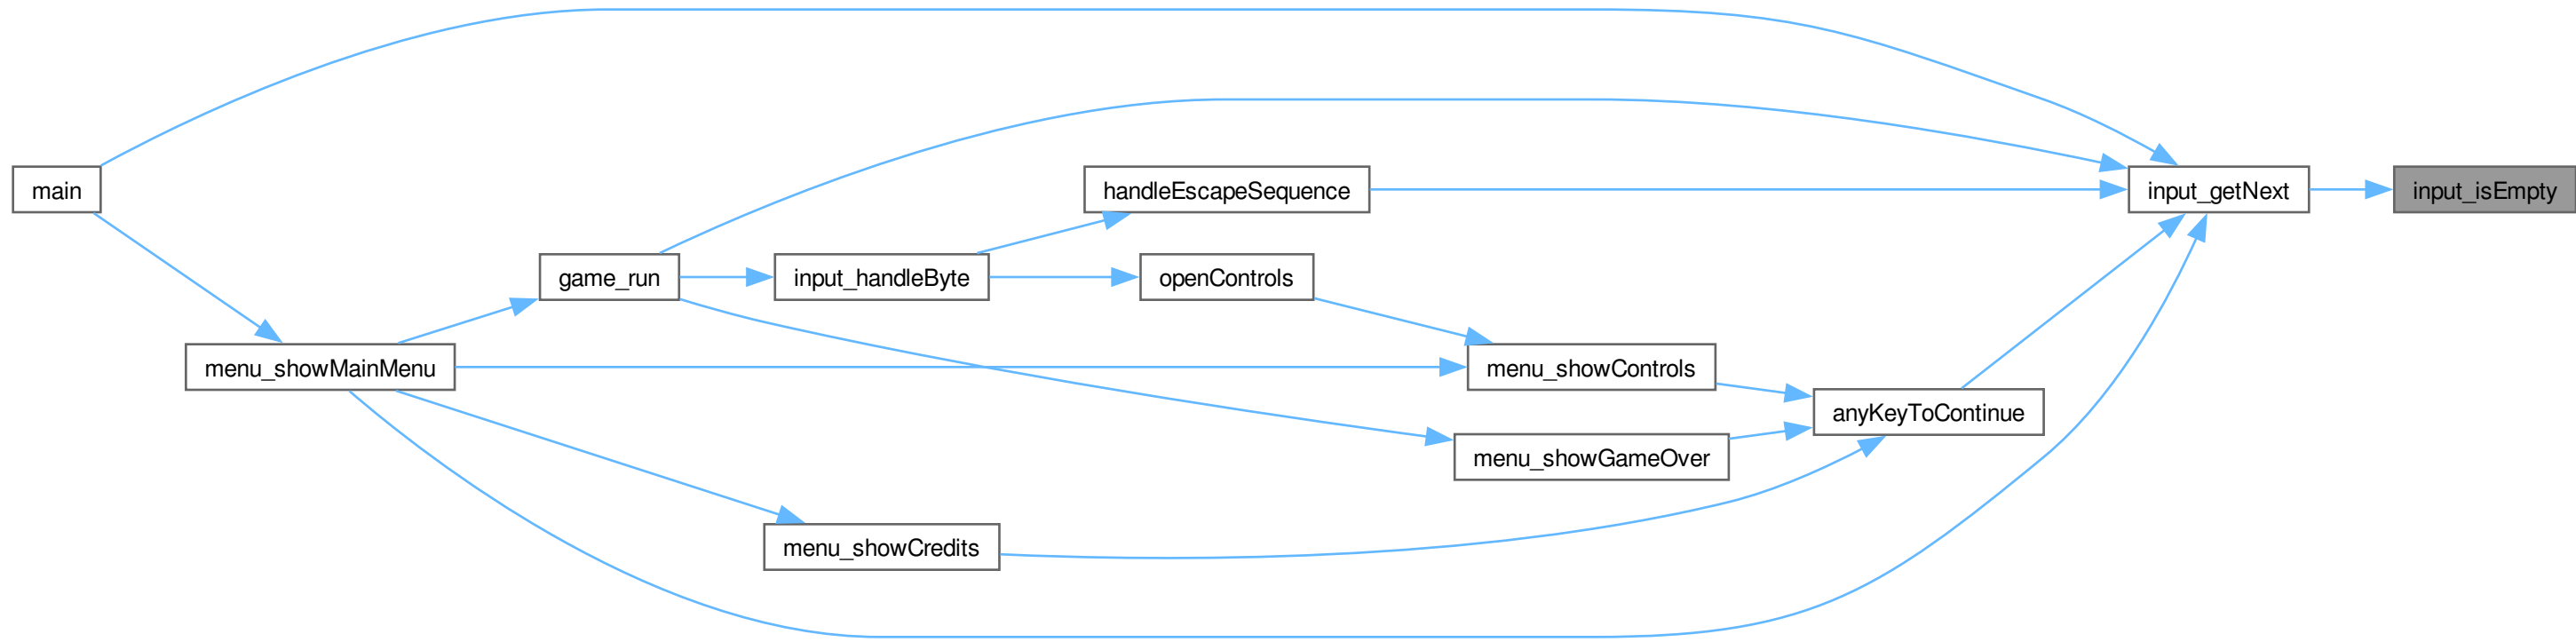 main
handleEscapeSequence
input_getNext
input_isEmpty
game_run
input_handleByte
openControls
menu_showMainMenu
menu_showControls
anyKeyToContinue
menu_showGameOver
menu_showCredits